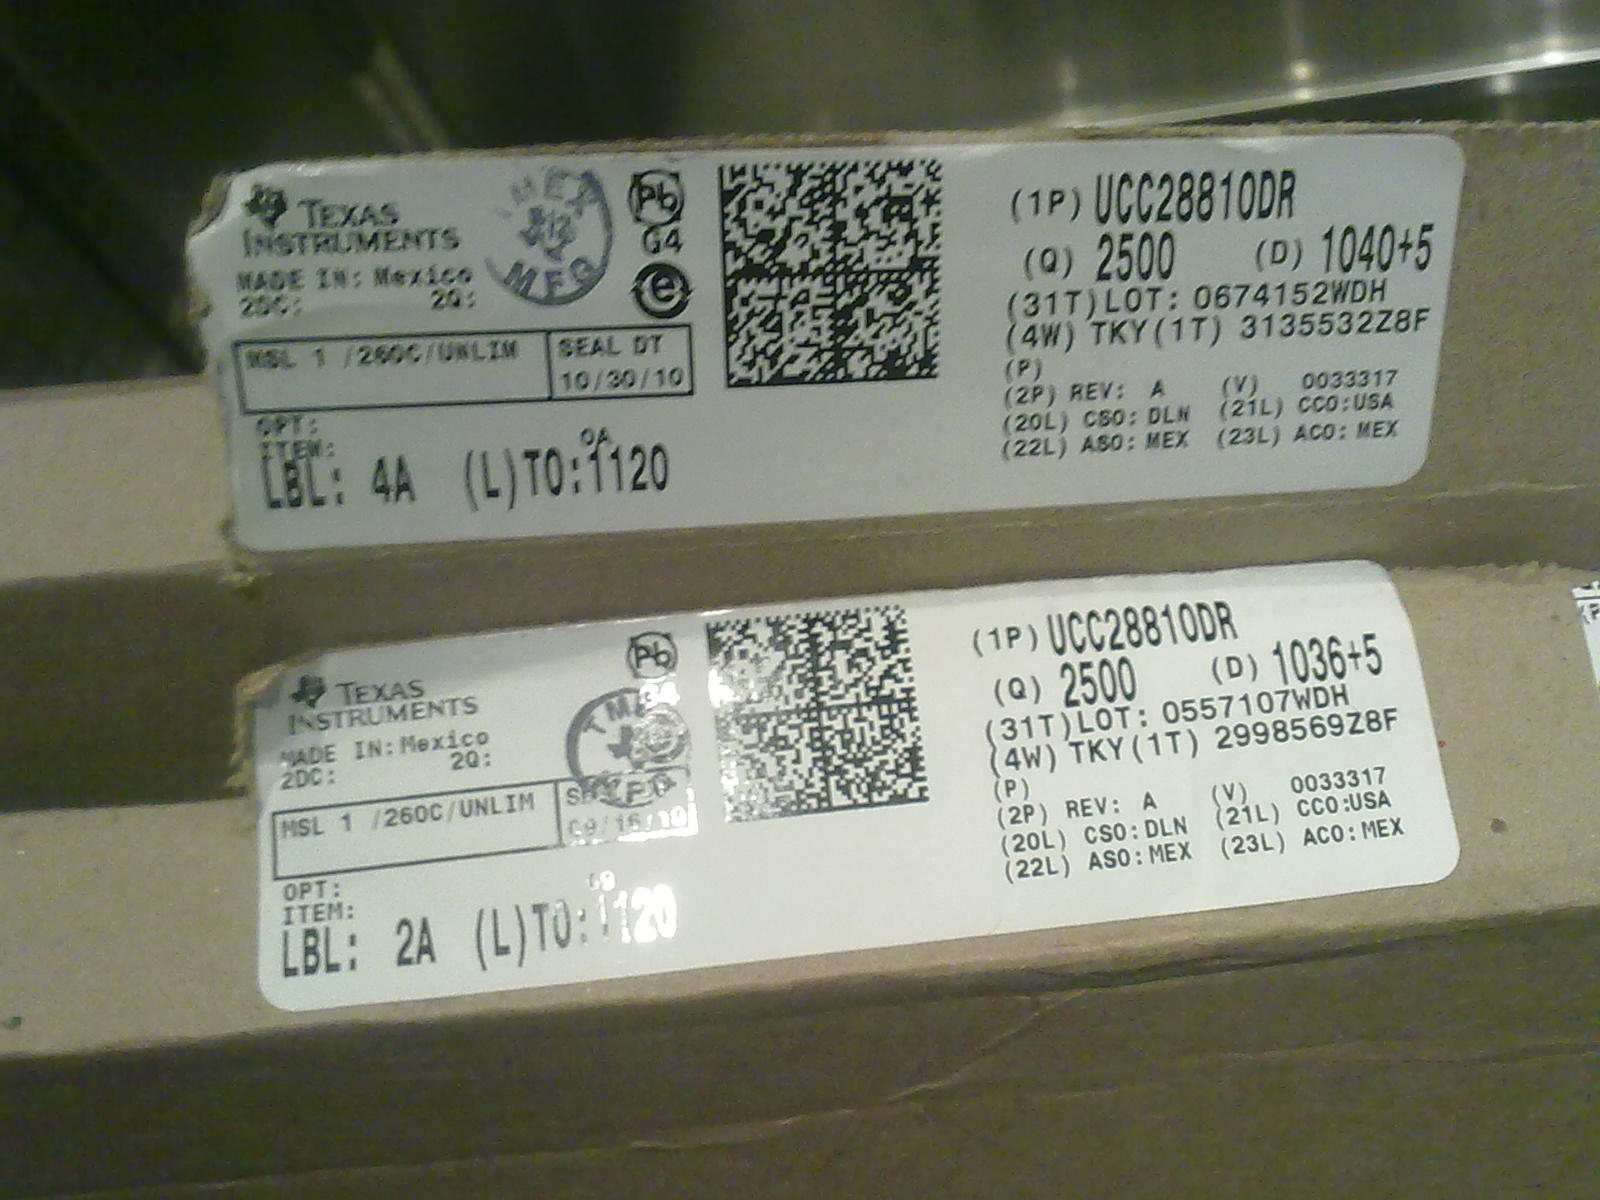 TEXAS
INSTRUMENTS
MADE IN: Mexico
2DC: 2Q:
MEX
MFG
Pb
G4
e
MSL 1 /260C/UNLIM
SEAL DT
10/30/10
OPT:
ITEM:
LBL: 4A (L)TO:1120
0A
(1P) UCC28810DR
(Q) 2500 (D) 1040+5
(31T)LOT: 0674152WDH
(4W) TKY(1T) 3135532Z8F
(P)
(2P) REV: A (V) 0033317
(20L) CSO: DLN (21L) CCO:USA
(22L) ASO: MEX (23L) ACO: MEX
TEXAS
INSTRUMENTS
MADE IN: Mexico
2DC: 2Q:
Pb
G4
MSL 1 /260C/UNLIM
OPT:
ITEM:
LBL: 2A (L)TO:1120
(1P) UCC28810DR
(Q) 2500 (D) 1036+5
(31T)LOT: 0557107WDH
(4W) TKY(1T) 2998569Z8F
(P)
(2P) REV: A (V) 0033317
(20L) CSO: DLN (21L) CCO:USA
(22L) ASO: MEX (23L) ACO: MEX